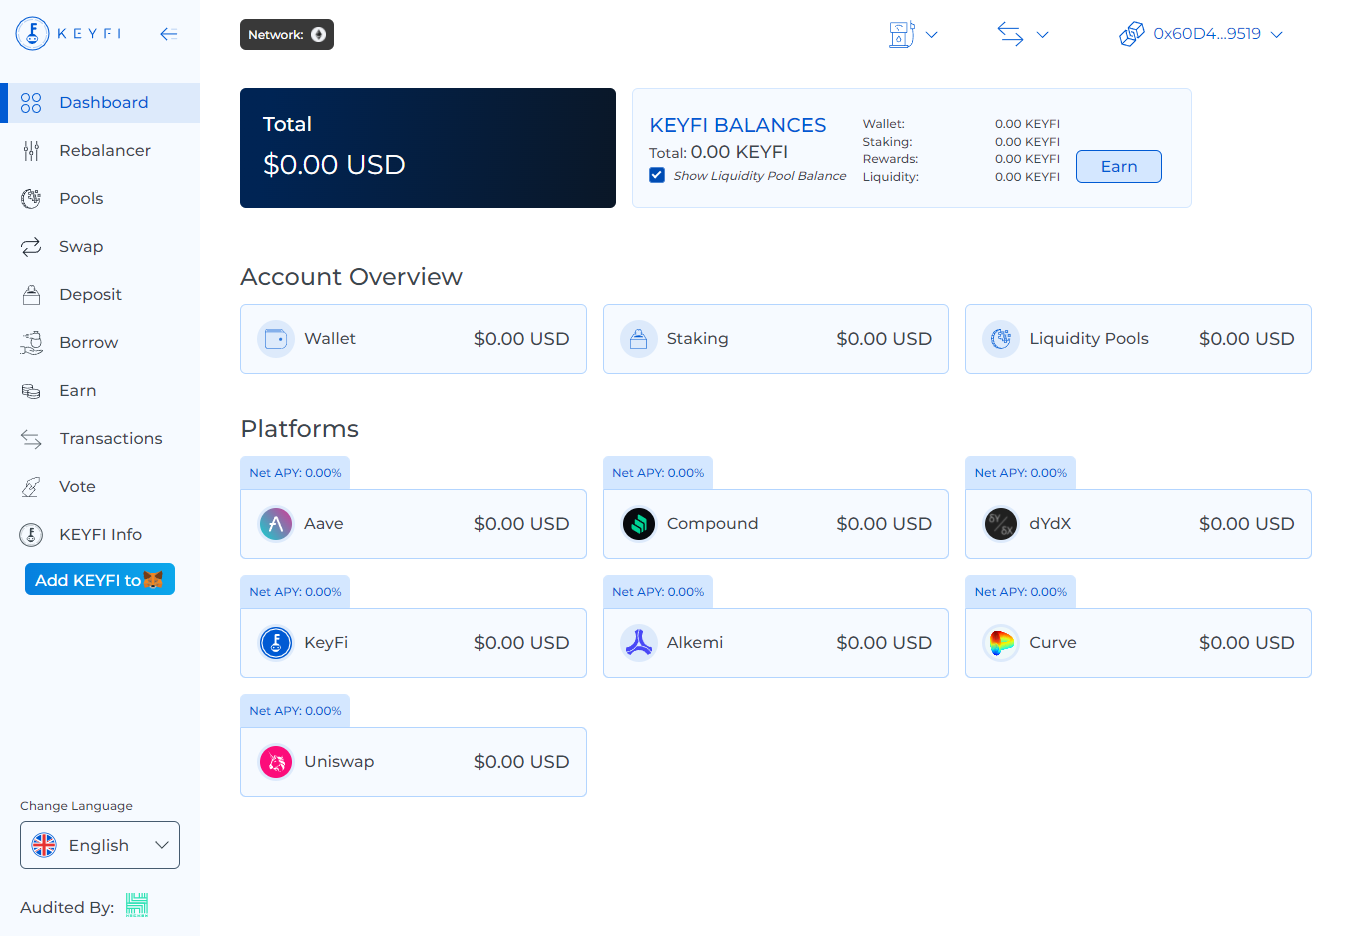 KEYFI
Dashboard
Rebalancer
Pools
Swap
Deposit
Borrow
Earn
Transactions
Vote
KEYFI Info
Add KEYFI to
Change Language
English
Audited By:
Network:
0x60D4...9519
Total
$0.00 USD
KEYFI BALANCES
Total: 0.00 KEYFI
Show Liquidity Pool Balance
Wallet: 0.00 KEYFI
Staking: 0.00 KEYFI
Rewards: 0.00 KEYFI
Liquidity: 0.00 KEYFI
Earn
Account Overview
Wallet $0.00 USD
Staking $0.00 USD
Liquidity Pools $0.00 USD
Platforms
Net APY: 0.00%
Aave $0.00 USD
Net APY: 0.00%
Compound $0.00 USD
Net APY: 0.00%
dYdX $0.00 USD
Net APY: 0.00%
KeyFi $0.00 USD
Net APY: 0.00%
Alkemi $0.00 USD
Net APY: 0.00%
Curve $0.00 USD
Net APY: 0.00%
Uniswap $0.00 USD